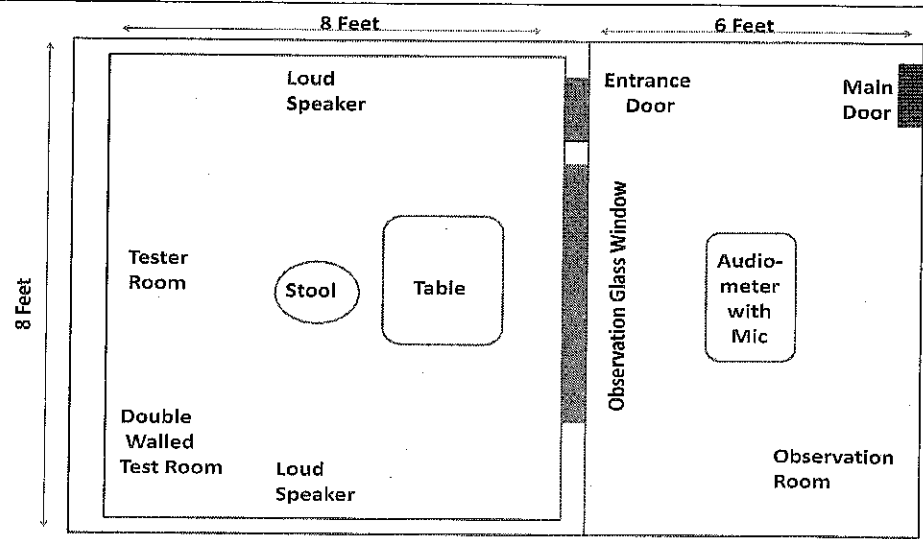 8 Feet
6 Feet
Loud
Speaker
Entrance
Door
Main
Door
8 Feet
Tester
Room
Stool
Table
Observation Glass Window
Audio-
meter
with
Mic
Double
Walled
Test Room
Loud
Speaker
Observation
Room